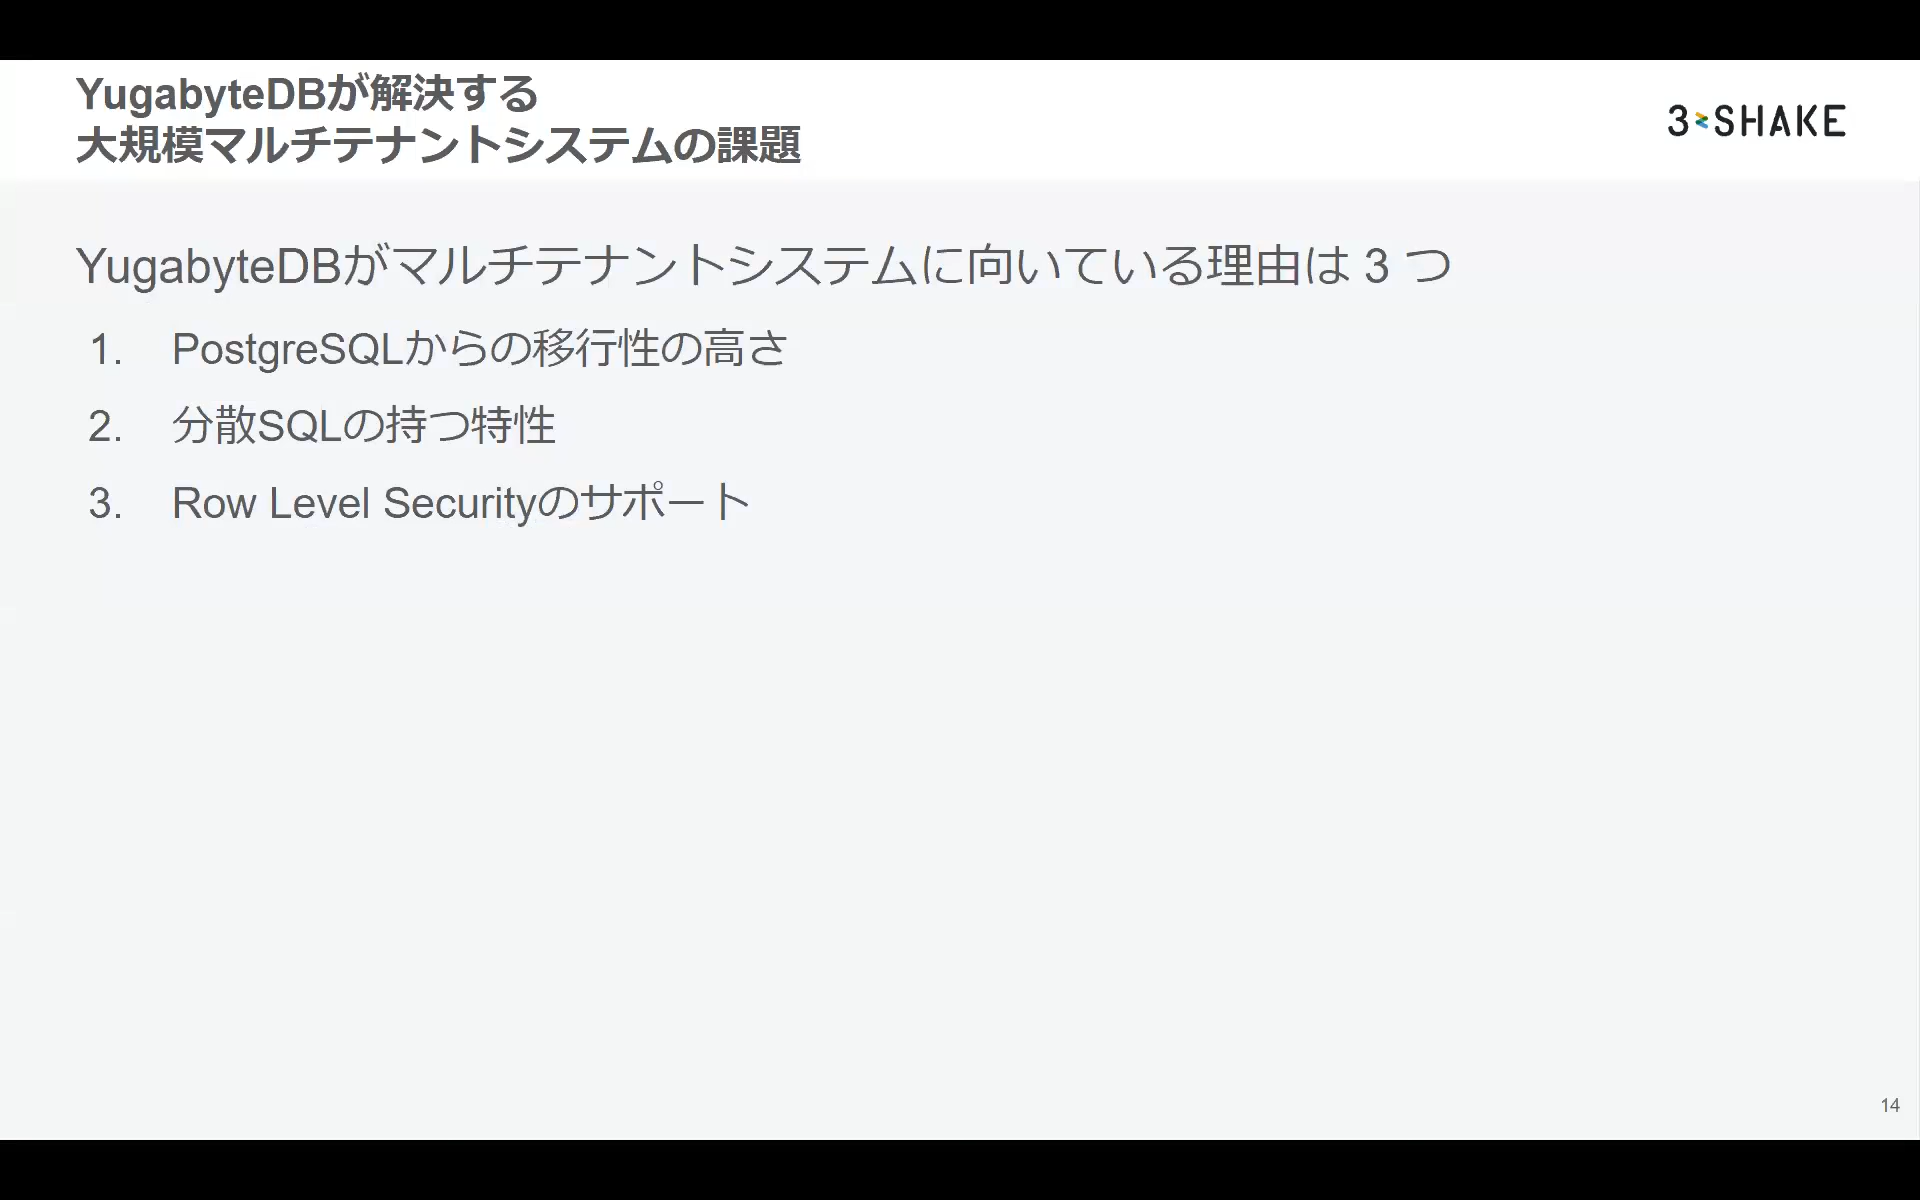 YugabyteDBが解決する
大規模マルチテナントシステムの課題
3-SHAKE
YugabyteDBがマルチテナントシステムに向いている理由は 3 つ
1. PostgreSQLからの移行性の高さ
2. 分散SQLの持つ特性
3. Row Level Securityのサポート
14